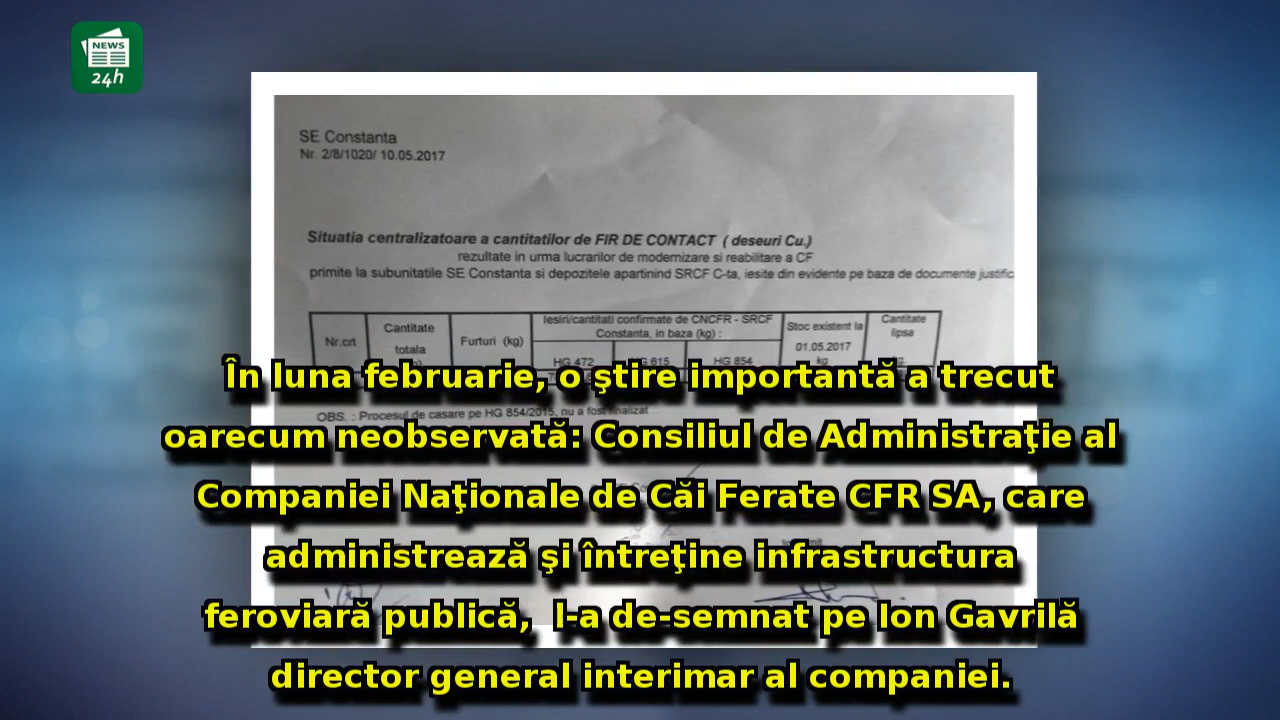 NEWS
24h
SE Constanta
Nr. 2/8/1020/ 10.05.2017
Situatia centralizatoare a cantitatilor de FIR DE CONTACT ( deseuri Cu.)
rezultate in urma lucrarilor de modernizare si reabilitare a CF
primite la subunitatile SE Constanta si depozitele apartinind SRCF C-ta, iesite din evidente pe baza de documente justific
Nr.crt
Cantitate
totala
Furturi (kg)
Iesiri/cantitati confirmate de CNCFR - SRCF
Constanta, in baza (kg) :
HG 472
615
HG 854
Stoc existent la
01.05.2017
kg
Cantitate
lipsa
OBS. : Procesul de casare pe HG 854/2015, nu a fost finalizat
În luna februarie, o ştire importantă a trecut
oarecum neobservată: Consiliul de Administraţie al
Companiei Naţionale de Căi Ferate CFR SA, care
administrează şi întreţine infrastructura
feroviară publică, l-a de-semnat pe Ion Gavrilă
director general interimar al companiei.